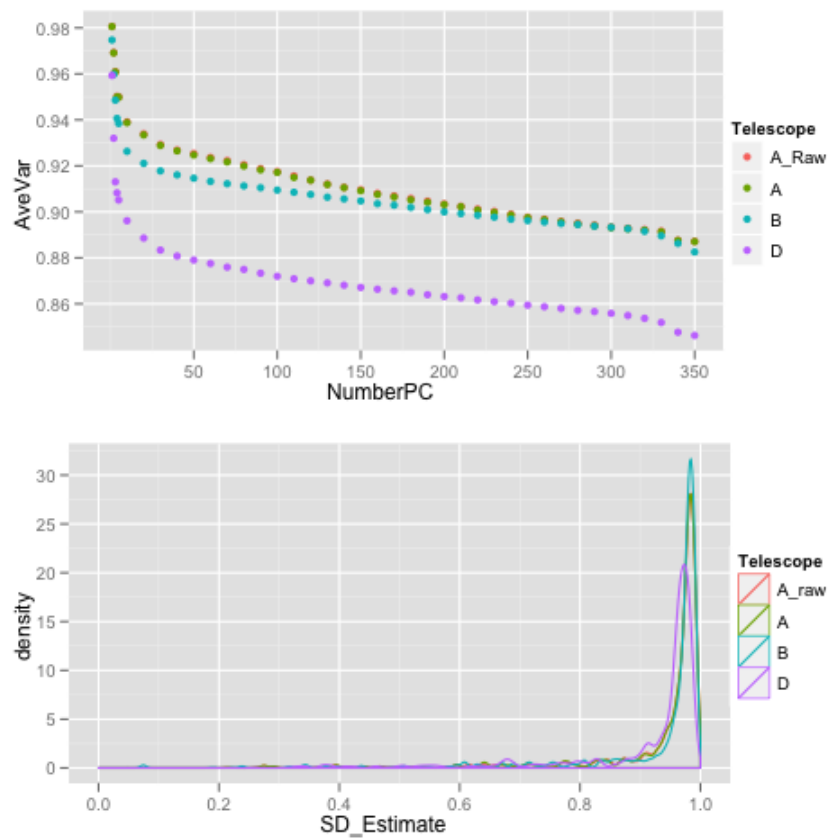 0.98
0.96
0.94
0.92
0.90
0.88
0.86
AveVar
50 100 150 200 250 300 350
NumberPC
Telescope
A_Raw
A
B
D
30
25
20
15
10
5
0
density
0.0 0.2 0.4 0.6 0.8 1.0
SD_Estimate
Telescope
A_raw
A
B
D